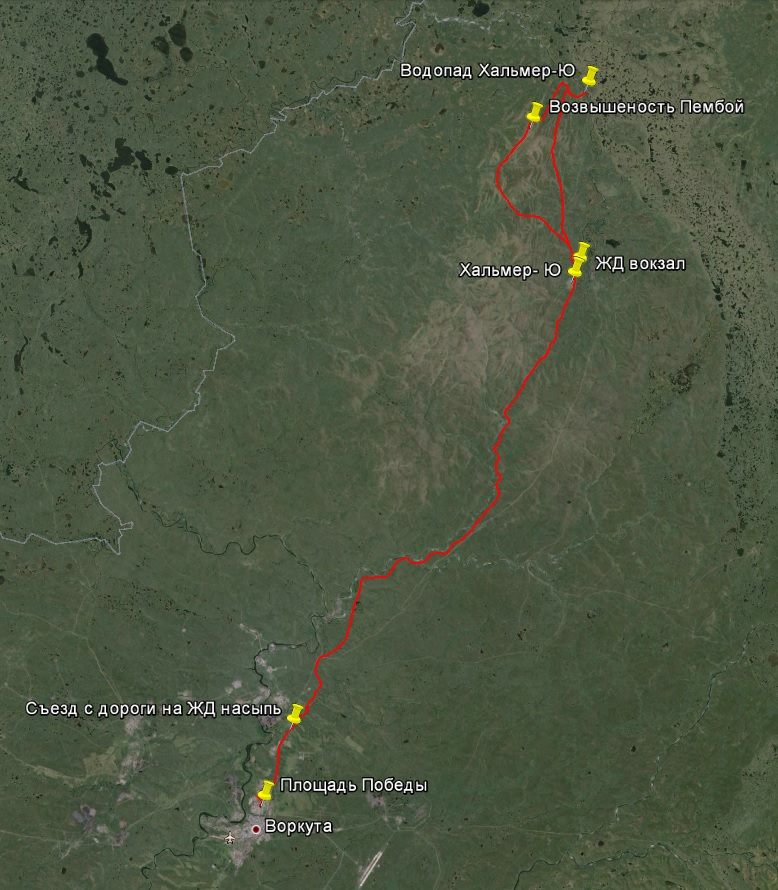 Водопад Хальмер-Ю
Возвышеность Пембой
ЖД вокзал
Хальмер- Ю
Съезд с дороги на ЖД насыпь
Площадь Победы
Воркута